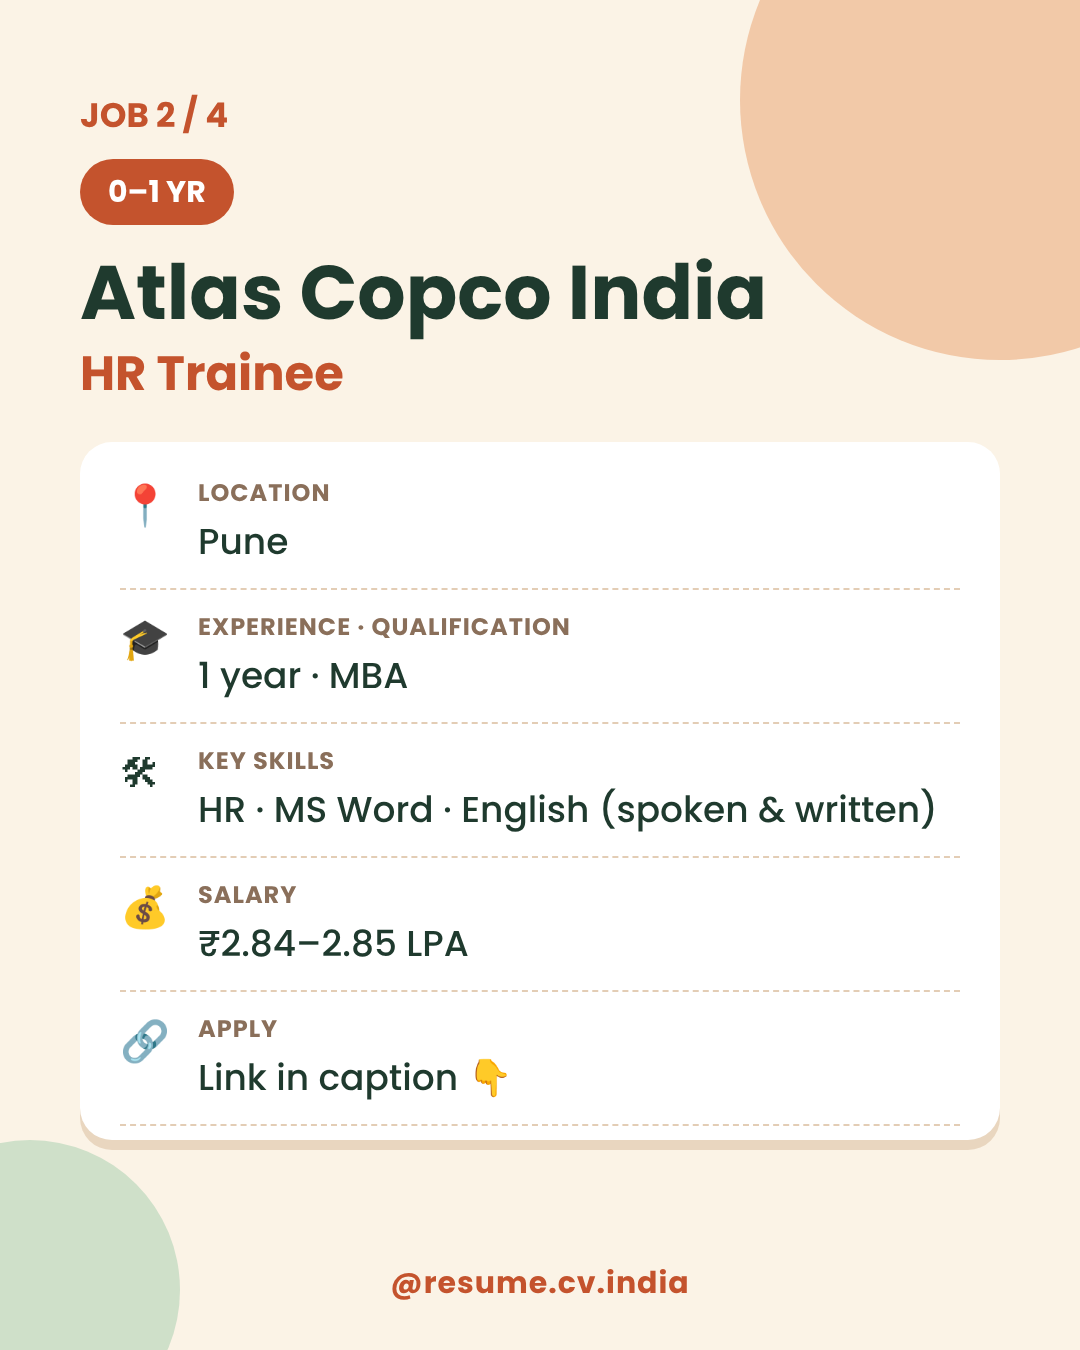 JOB 2 / 4
0–1 YR
Atlas Copco India
HR Trainee
LOCATION
Pune
EXPERIENCE · QUALIFICATION
1 year · MBA
KEY SKILLS
HR · MS Word · English (spoken & written)
SALARY
₹2.84–2.85 LPA
APPLY
Link in caption 👇
@resume.cv.india